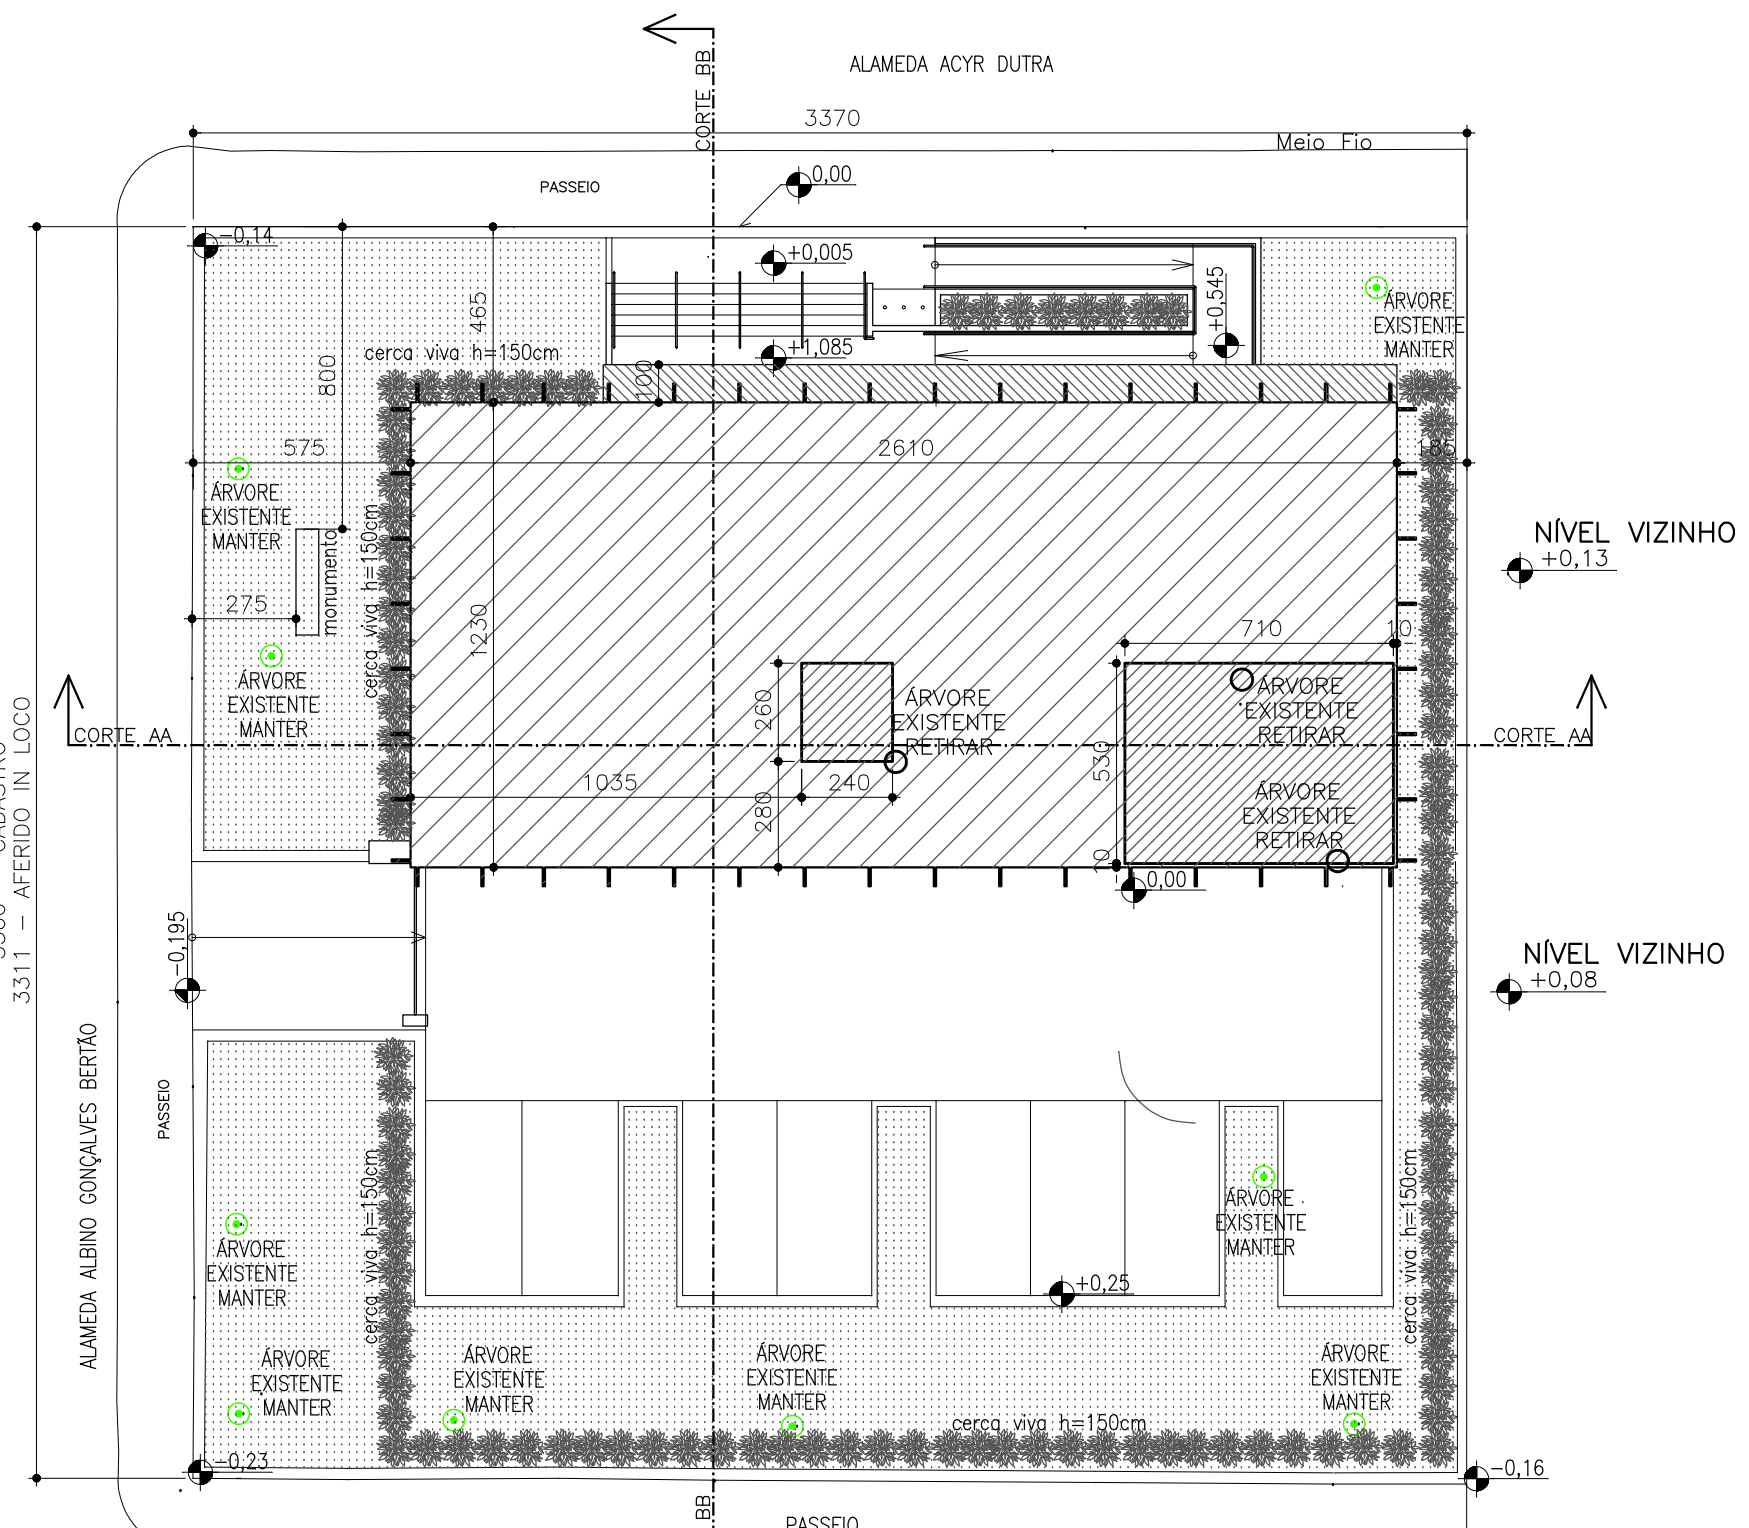 ALAMEDA ACYR DUTRA
CORTE BB
3370
Meio Fio
PASSEIO
0,00
-0,14
+0,005
465
+0,545
ÁRVORE
EXISTENTE
MANTER
cerca viva h=150cm
+1,085
800
100
575
2610
185
ÁRVORE
EXISTENTE
MANTER
monumento
cerca viva h=150cm
NÍVEL VIZINHO
+0,13
275
1230
710
10
ÁRVORE
EXISTENTE
MANTER
260
ÁRVORE
EXISTENTE
RETIRAR
ÁRVORE
EXISTENTE
RETIRAR
CORTE AA
CORTE AA
530
1035
240
280
ÁRVORE
EXISTENTE
RETIRAR
10
0,00
3311 - AFERIDO IN LOCO
-0,195
NÍVEL VIZINHO
+0,08
ALAMEDA ALBINO GONÇALVES BERTÃO
PASSEIO
cerca viva h=150cm
cerca viva h=150cm
ÁRVORE
EXISTENTE
MANTER
ÁRVORE
EXISTENTE
MANTER
+0,25
ÁRVORE
EXISTENTE
MANTER
ÁRVORE
EXISTENTE
MANTER
ÁRVORE
EXISTENTE
MANTER
ÁRVORE
EXISTENTE
MANTER
cerca viva h=150cm
-0,23
-0,16
BB
PASSEIO